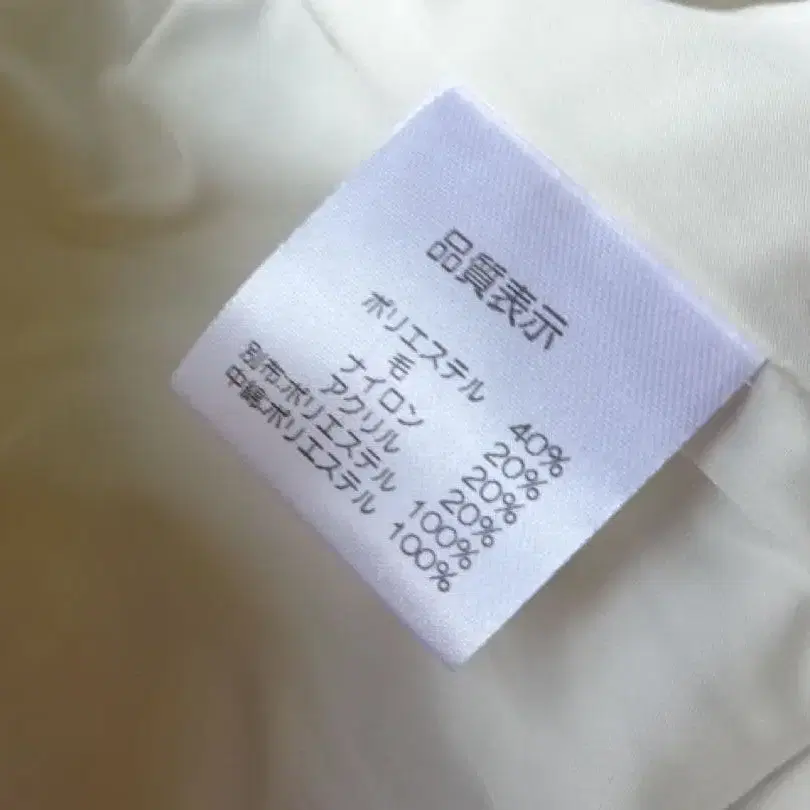 品質表示
ポリエステル 40%
毛 20%
ナイロン 20%
アクリル 20%
別布:ポリエステル 100%
中綿:ポリエステル 100%